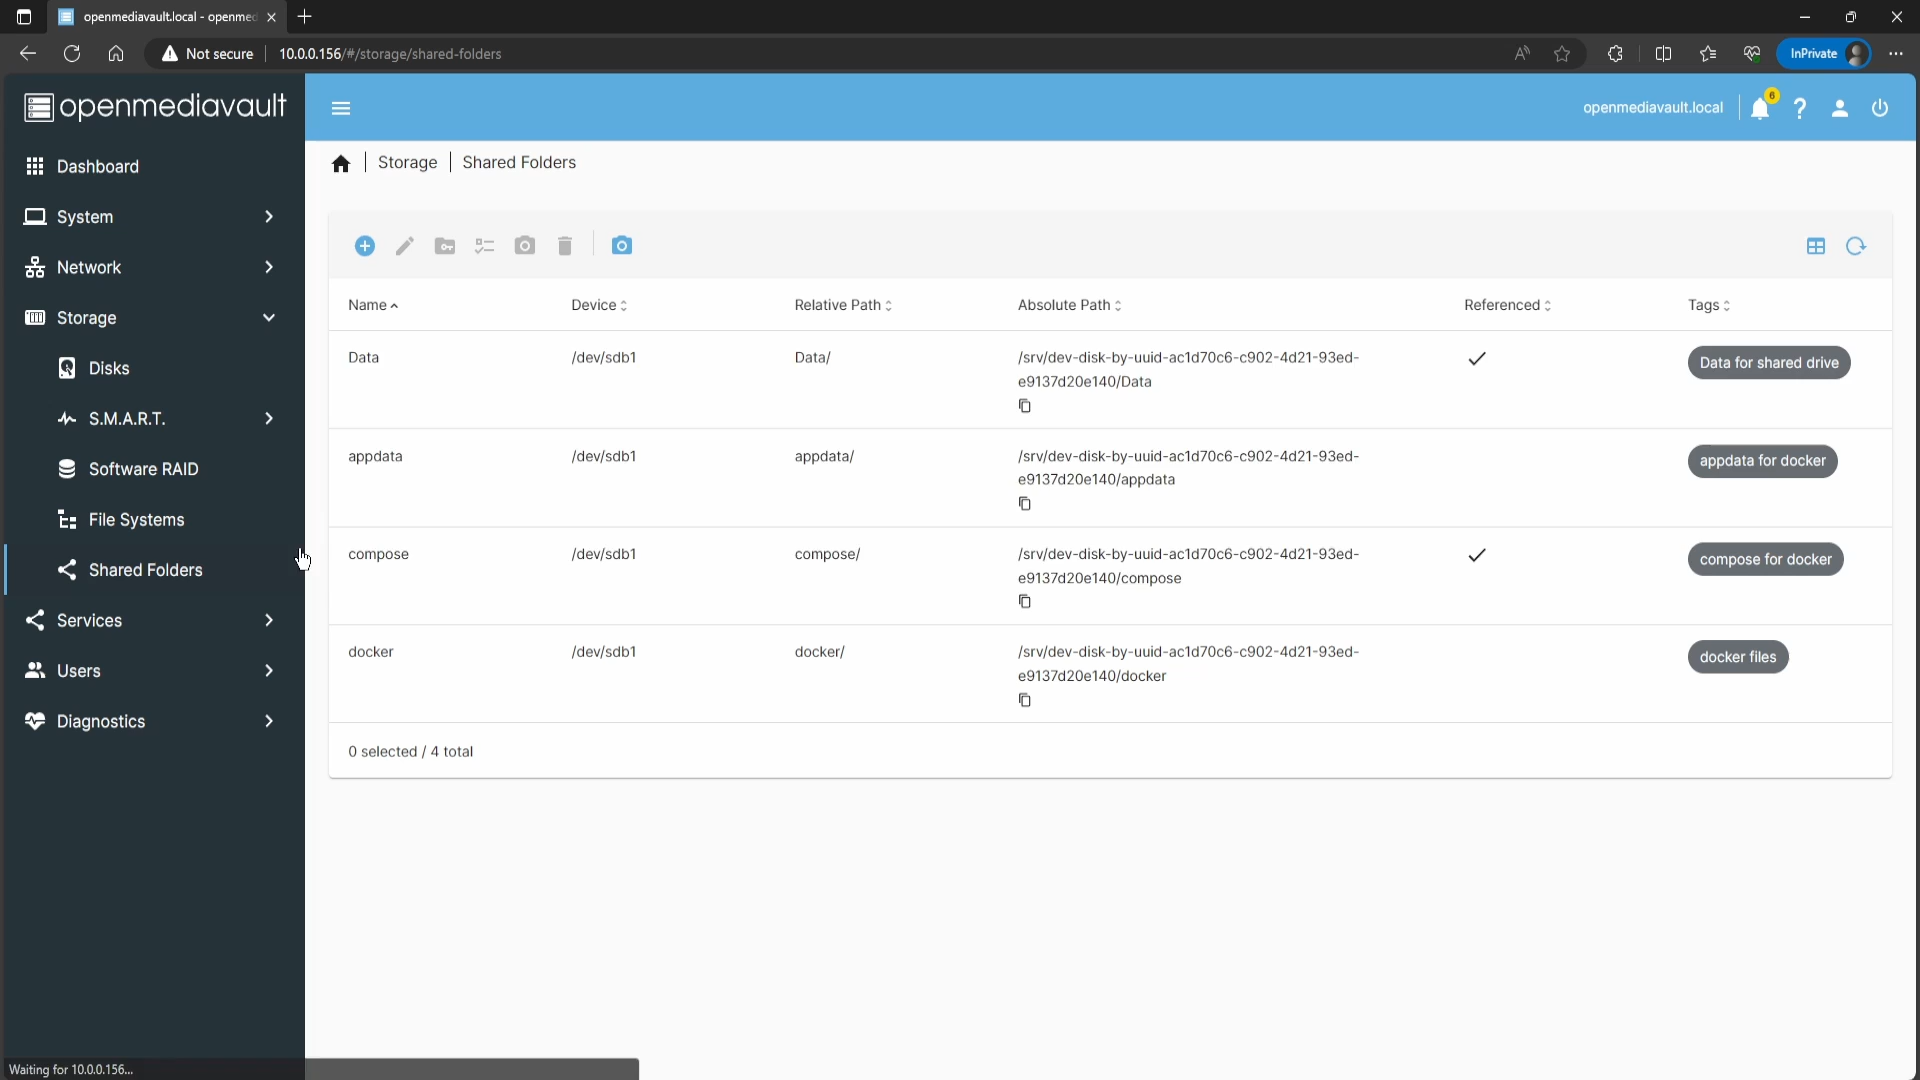 openmediavault.local - openmed
Not secure
10.0.0.156/#/storage/shared-folders
InPrivate
openmediavault
openmediavault.local
6
Dashboard
System
Network
Storage
Disks
S.M.A.R.T.
Software RAID
File Systems
Shared Folders
Services
Users
Diagnostics
Storage | Shared Folders
Name Device Relative Path Absolute Path Referenced Tags
Data /dev/sdb1 Data/ /srv/dev-disk-by-uuid-ac1d70c6-c902-4d21-93ed- Data for shared drive
e9137d20e140/Data
appdata /dev/sdb1 appdata/ /srv/dev-disk-by-uuid-ac1d70c6-c902-4d21-93ed- appdata for docker
e9137d20e140/appdata
compose /dev/sdb1 compose/ /srv/dev-disk-by-uuid-ac1d70c6-c902-4d21-93ed- compose for docker
e9137d20e140/compose
docker /dev/sdb1 docker/ /srv/dev-disk-by-uuid-ac1d70c6-c902-4d21-93ed- docker files
e9137d20e140/docker
0 selected / 4 total
Waiting for 10.0.0.156...